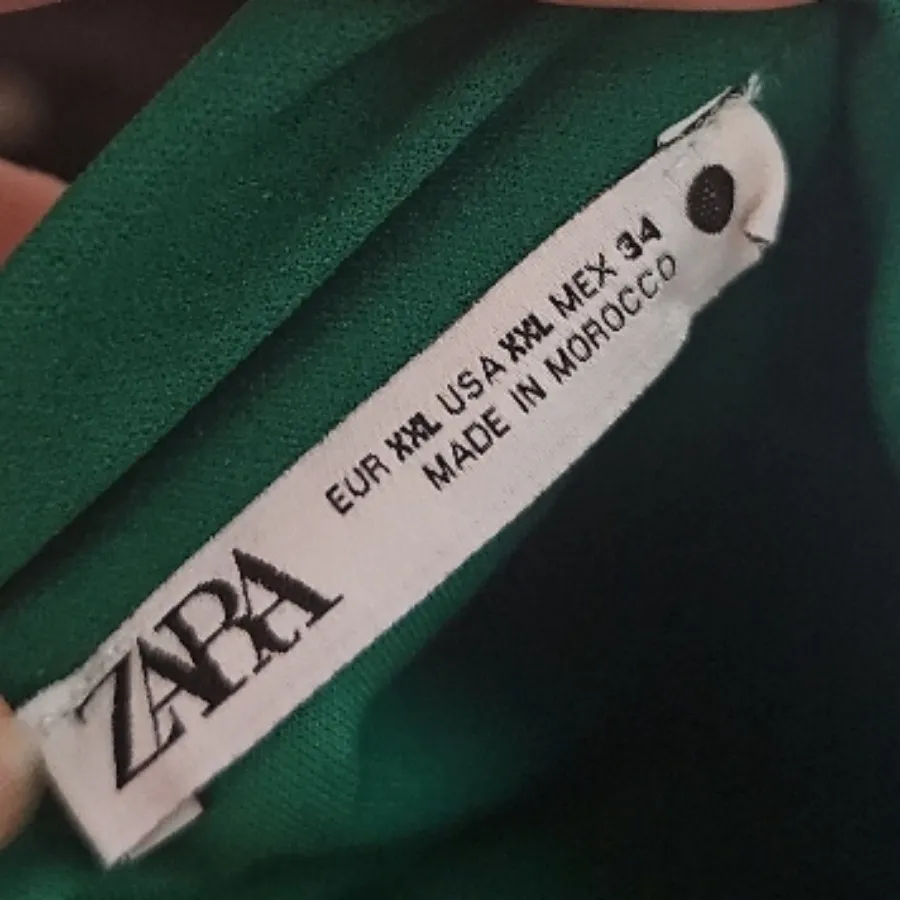 ZARA
EUR XXL USA XXL MEX 34
MADE IN MOROCCO